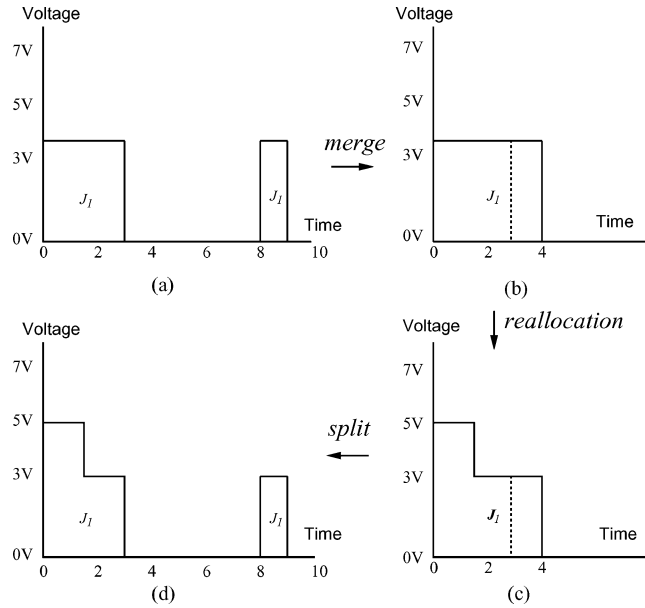 Voltage
7V
5V
3V
0V
J1
J1
Time
0 2 4 6 8 10
(a)
merge
Voltage
7V
5V
3V
0V
J1
Time
0 2 4
(b)
reallocation
Voltage
7V
5V
3V
0V
J1
Time
0 2 4
(c)
split
Voltage
7V
5V
3V
0V
J1
J1
Time
0 2 4 6 8 10
(d)